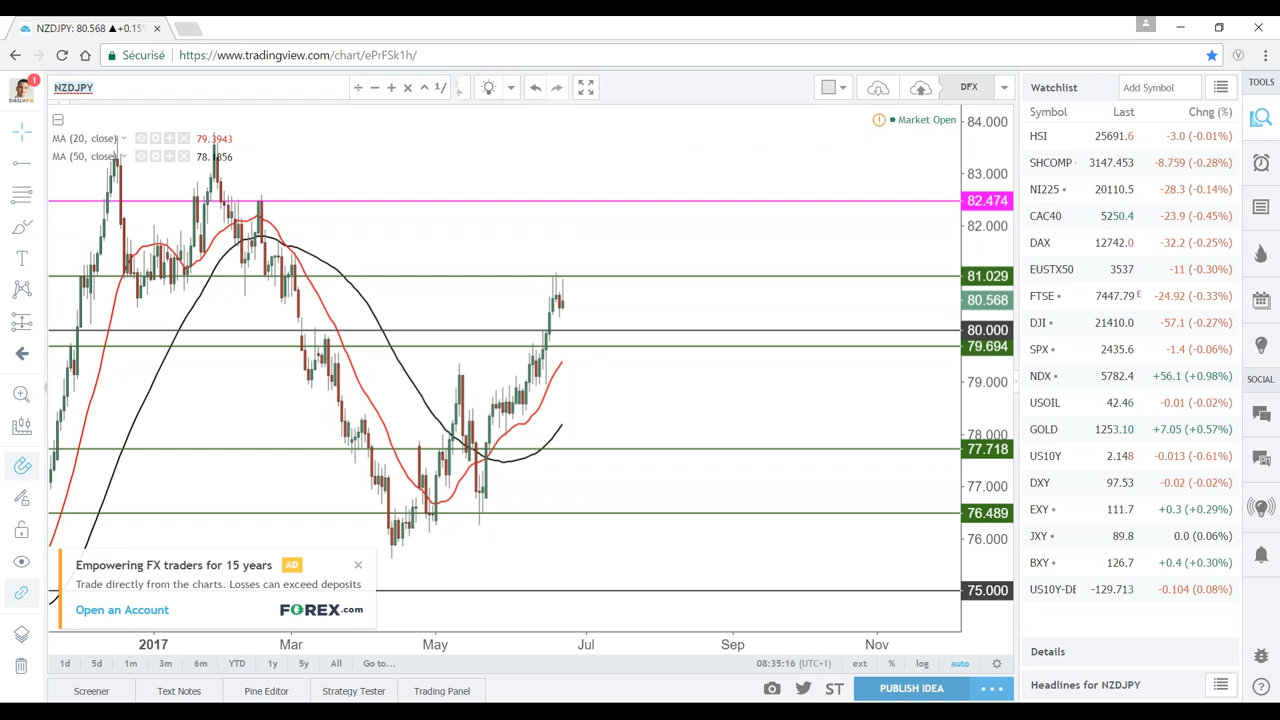 NZDJPY: 80.568 ▲+0.15%
Sécurisé https://www.tradingview.com/chart/ePrFSk1h/
1
DAILYFX
NZDJPY
1/
DFX
MA (20, close) 79.3943
MA (50, close) 78.1856
Market Open
84.000
83.000
82.474
82.000
81.029
80.568
80.000
79.694
79.000
78.000
77.718
77.000
76.489
76.000
75.000
Empowering FX traders for 15 years AD
Trade directly from the charts. Losses can exceed deposits
Open an Account FOREX.com
2017 Mar May Jul Sep Nov
1d 5d 1m 3m 6m YTD 1y 5y All Go to... 08:35:16 (UTC+1) ext % log auto
Screener Text Notes Pine Editor Strategy Tester Trading Panel ST PUBLISH IDEA
Watchlist Add Symbol
Symbol Last Chng (%)
HSI 25691.6 -3.0 (-0.01%)
SHCOMP 3147.453 -8.759 (-0.28%)
NI225 20110.5 -28.3 (-0.14%)
CAC40 5250.4 -23.9 (-0.45%)
DAX 12742.0 -32.2 (-0.25%)
EUSTX50 3537 -11 (-0.30%)
FTSE 7447.79 E -24.92 (-0.33%)
DJI 21410.0 -57.1 (-0.27%)
SPX 2435.6 -1.4 (-0.06%)
NDX 5782.4 +56.1 (+0.98%)
USOIL 42.46 -0.01 (-0.02%)
GOLD 1253.10 +7.05 (+0.57%)
US10Y 2.148 -0.013 (-0.61%)
DXY 97.53 -0.02 (-0.02%)
EXY 111.7 +0.3 (+0.29%)
JXY 89.8 0.0 (0.06%)
BXY 126.7 +0.4 (+0.30%)
US10Y-DE -129.713 -0.104 (0.08%)
Details
Headlines for NZDJPY
TOOLS
SOCIAL